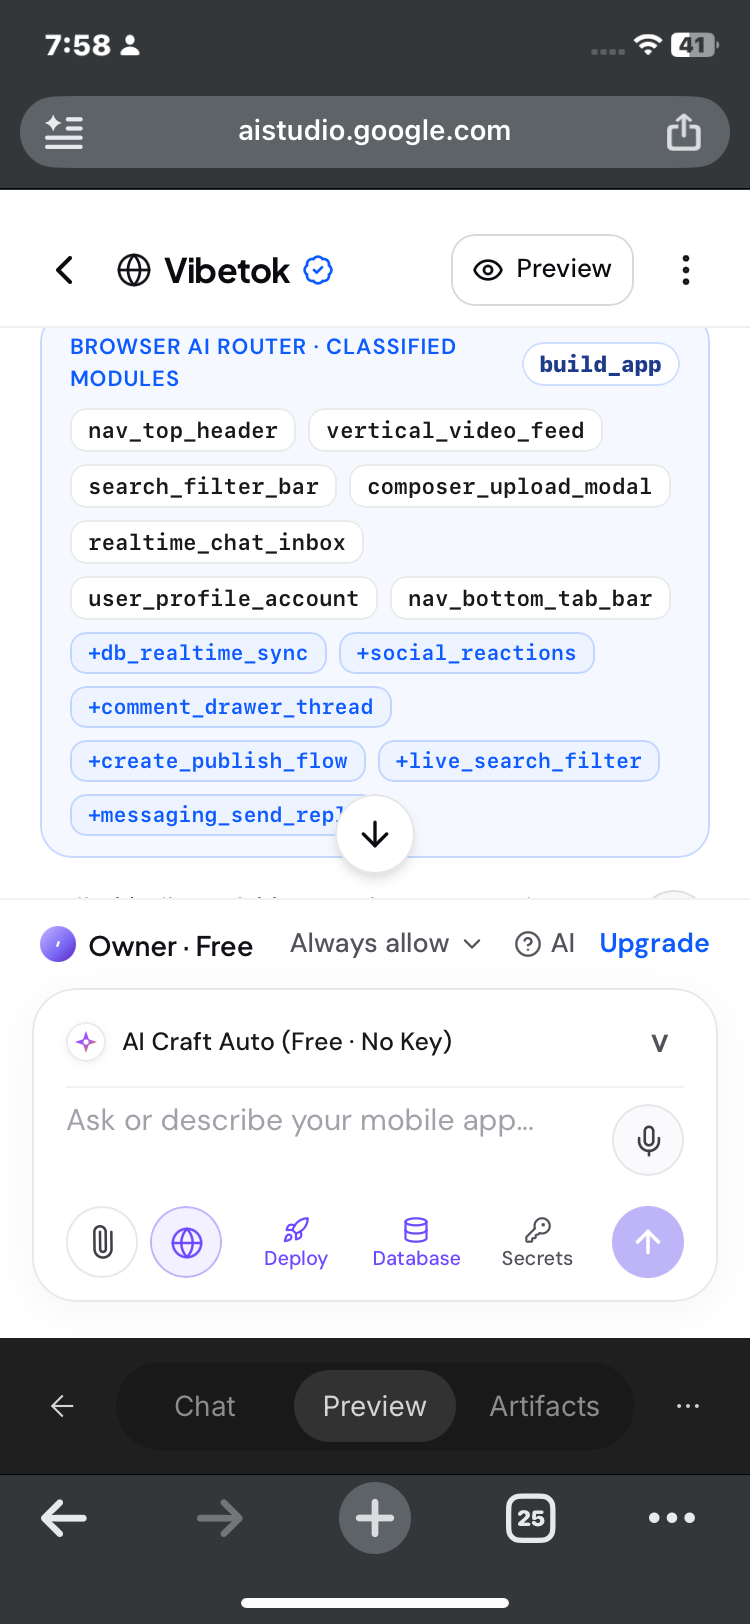 7:58 41
aistudio.google.com
Vibetok Preview
BROWSER AI ROUTER · CLASSIFIED
MODULES
build_app
nav_top_header vertical_video_feed
search_filter_bar composer_upload_modal
realtime_chat_inbox
user_profile_account nav_bottom_tab_bar
+db_realtime_sync +social_reactions
+comment_drawer_thread
+create_publish_flow +live_search_filter
+messaging_send_repl
Owner · Free Always allow ? AI Upgrade
AI Craft Auto (Free · No Key) V
Ask or describe your mobile app...
Deploy Database Secrets
Chat Preview Artifacts
25